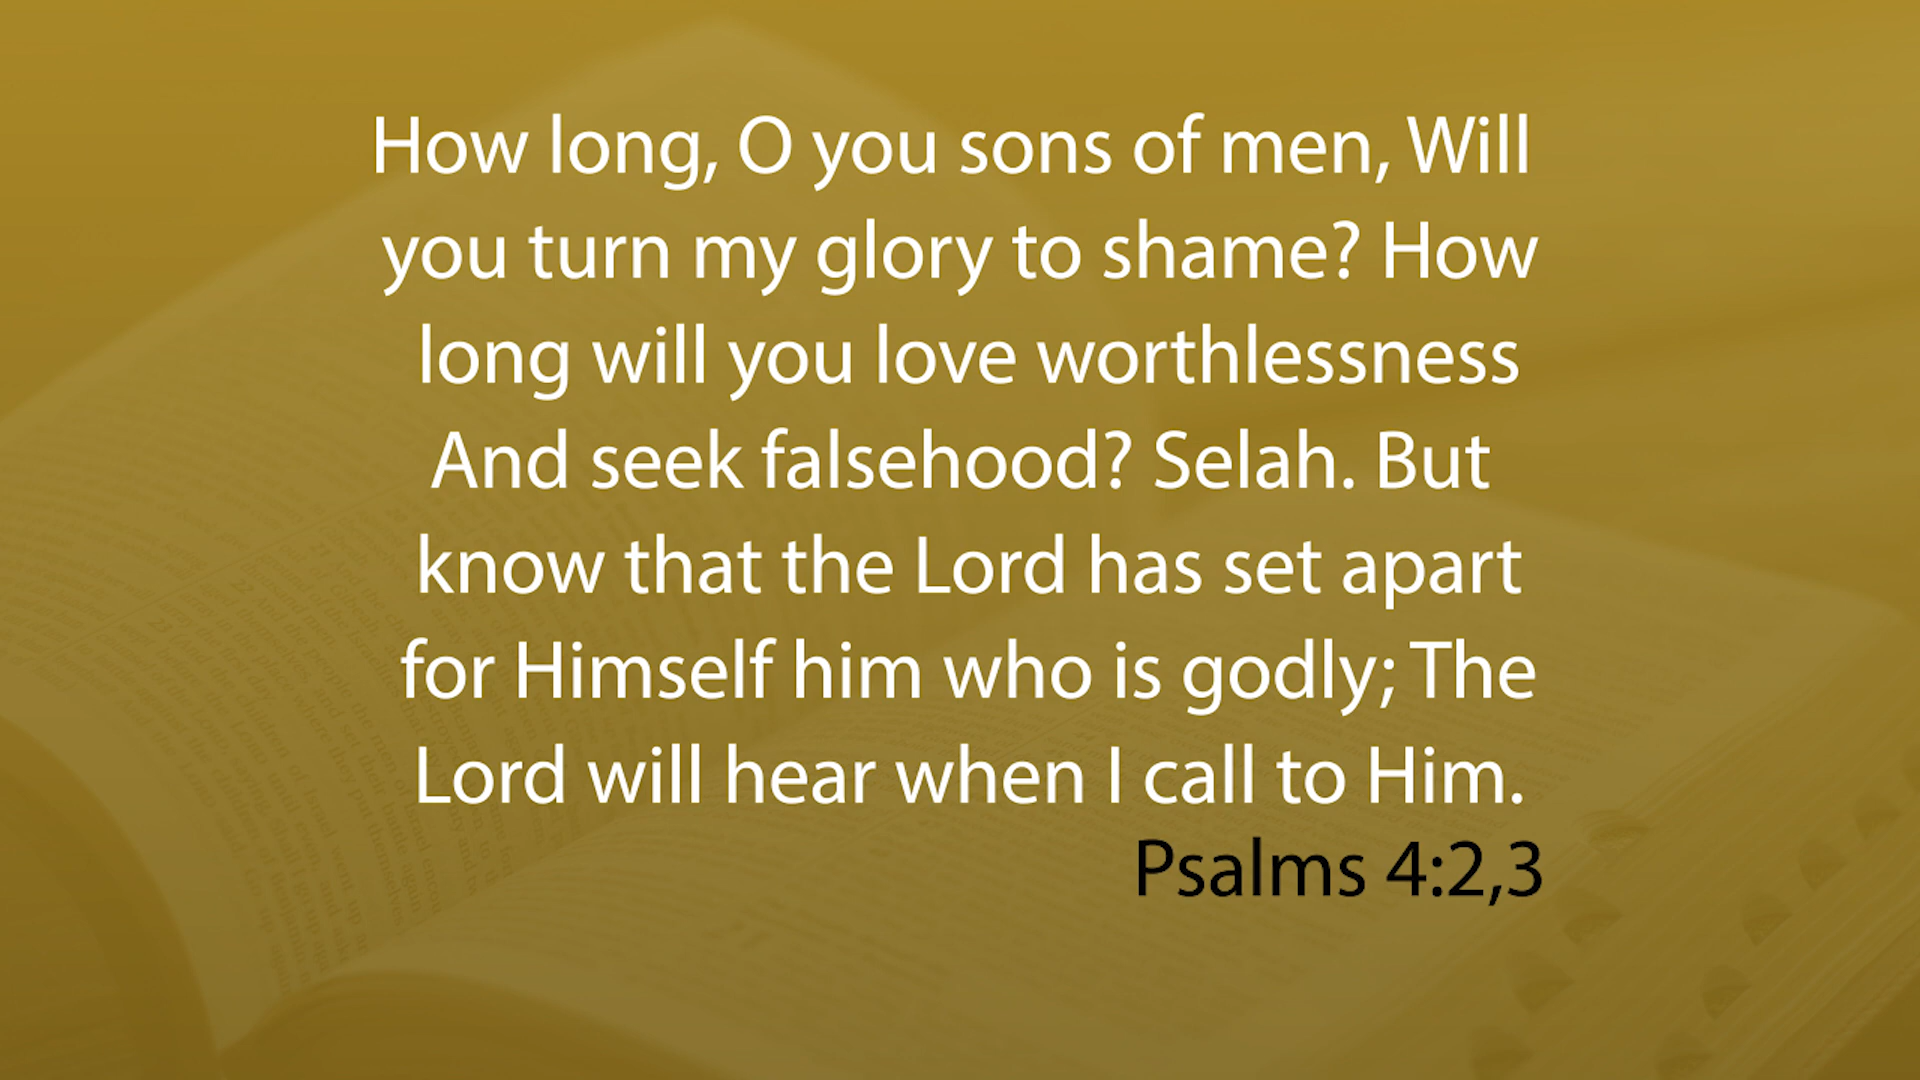 How long, O you sons of men, Will
you turn my glory to shame? How
long will you love worthlessness
And seek falsehood? Selah. But
know that the Lord has set apart
for Himself him who is godly; The
Lord will hear when I call to Him.
Psalms 4:2,3